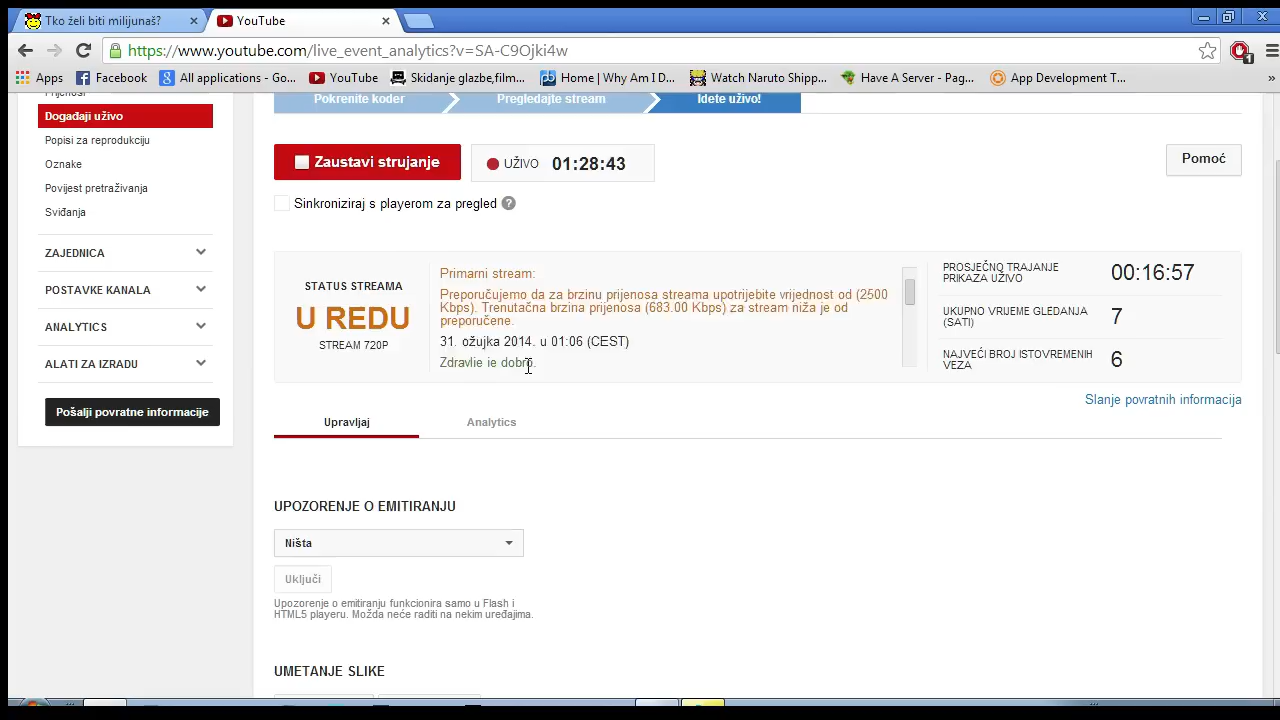 Tko želi biti milijunaš?
YouTube
https://www.youtube.com/live_event_analytics?v=SA-C9Ojki4w
1
Apps
Facebook
All applications - Go...
YouTube
Skidanje glazbe,film...
Home | Why Am I D...
Watch Naruto Shipp...
HavocA Server - Pag...
App Development T...
»
Prijenosi
Događaji uživo
Popisi za reprodukciju
Oznake
Povijest pretraživanja
Sviđanja
ZAJEDNICA
POSTAVKE KANALA
ANALYTICS
ALATI ZA IZRADU
Pošalji povratne informacije
Pokrenite koder
Pregledajte stream
Idete uživo!
Zaustavi strujanje
UŽIVO 01:28:43
Pomoć
Sinkroniziraj s playerom za pregled ?
STATUS STREAMA
U REDU
STREAM 720P
Primarni stream:
Preporučujemo da za brzinu prijenosa streama upotrijebite vrijednost od (2500
Kbps). Trenutačna brzina prijenosa (683.00 Kbps) za stream niža je od
preporučene.
31. ožujka 2014. u 01:06 (CEST)
Zdravlje je dobro.
PROSJEČNO TRAJANJE
PRIKAZA UŽIVO
00:16:57
UKUPNO VRIJEME GLEDANJA
(SATI)
7
NAJVEĆI BROJ ISTOVREMENIH
VEZA
6
Slanje povratnih informacija
Upravljaj
Analytics
UPOZORENJE O EMITIRANJU
Ništa
Uključi
Upozorenje o emitiranju funkcionira samo u Flash i
HTML5 playeru. Možda neće raditi na nekim uređajima.
UMETANJE SLIKE